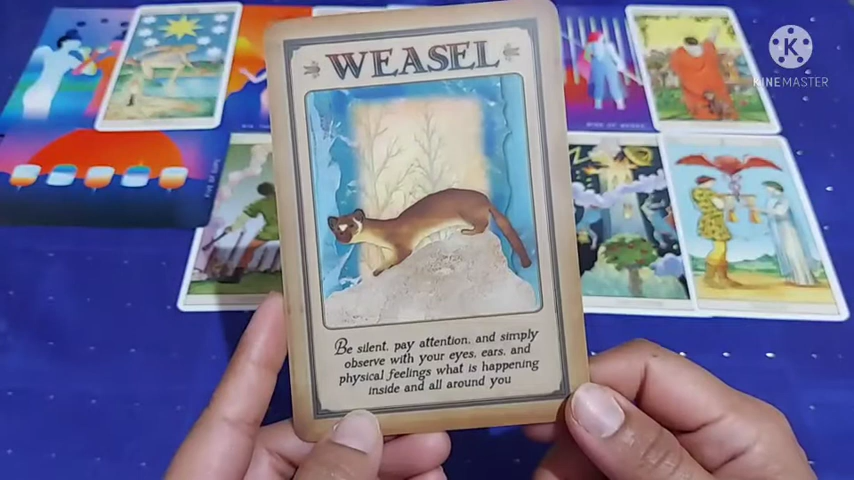 KINEMASTER
WEASEL
Be silent, pay attention, and simply
observe with your eyes, ears, and
physical feelings what is happening
inside and all around you